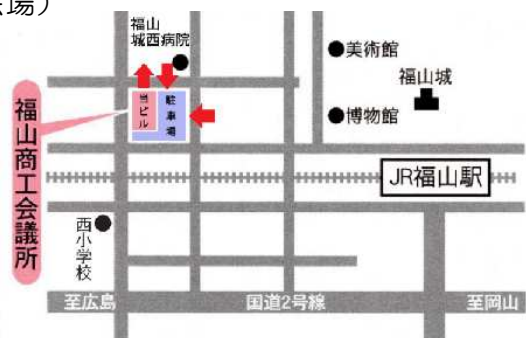 場）
福山
城西病院
美術館
福山城
当ビル
駐車場
博物館
福山商工会議所
JR福山駅
西小学校
至広島
国道2号線
至岡山